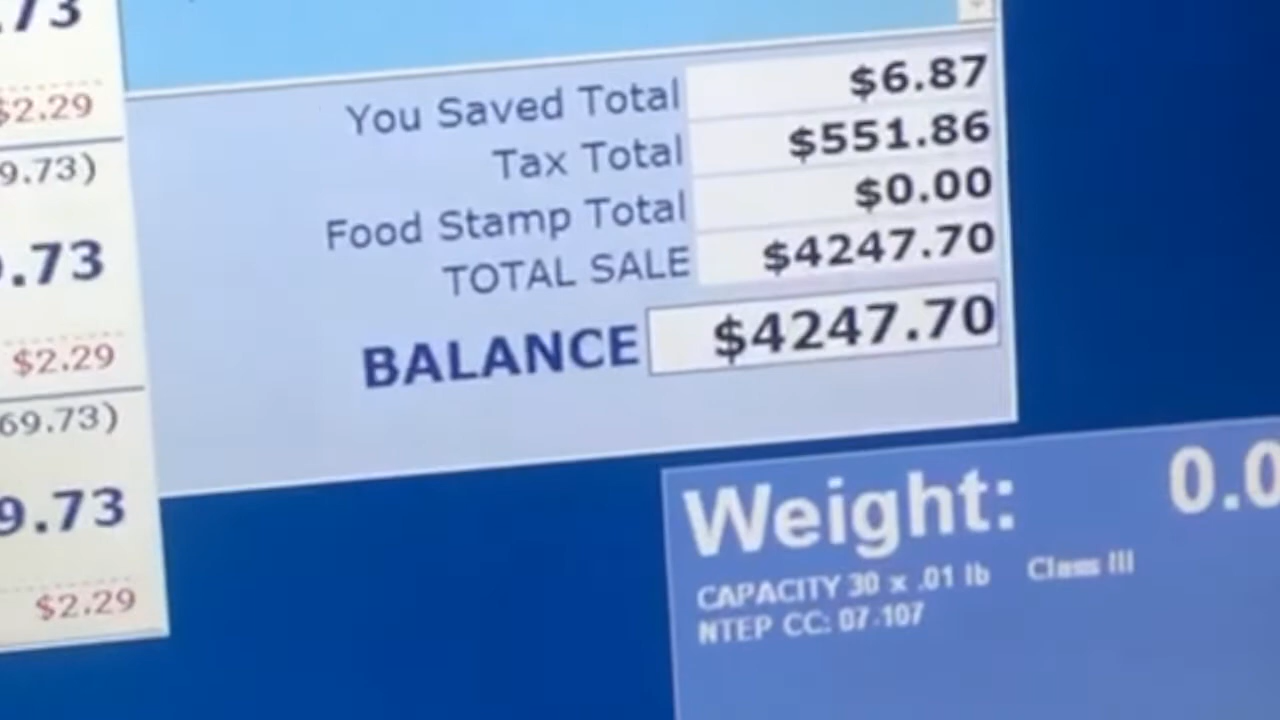 .73
$2.29
9.73)
.73
$2.29
69.73)
9.73
$2.29
You Saved Total $6.87
Tax Total $551.86
Food Stamp Total $0.00
TOTAL SALE $4247.70
BALANCE $4247.70
Weight: 0.0
CAPACITY 30 x .01 lb Class III
NTEP CC: 07-107